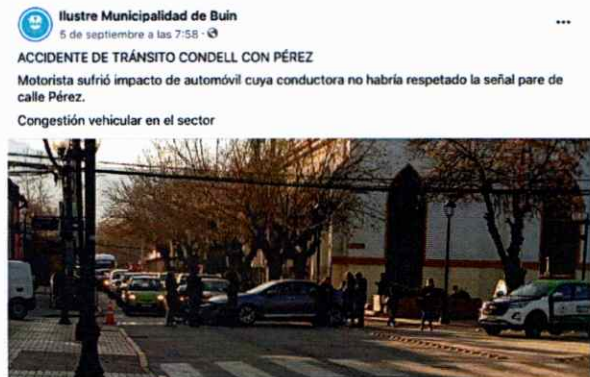 Ilustre Municipalidad de Buin
5 de septiembre a las 7:58 ·
ACCIDENTE DE TRÁNSITO CONDELL CON PÉREZ
Motorista sufrió impacto de automóvil cuya conductora no habría respetado la señal pare de
calle Pérez.
Congestión vehicular en el sector